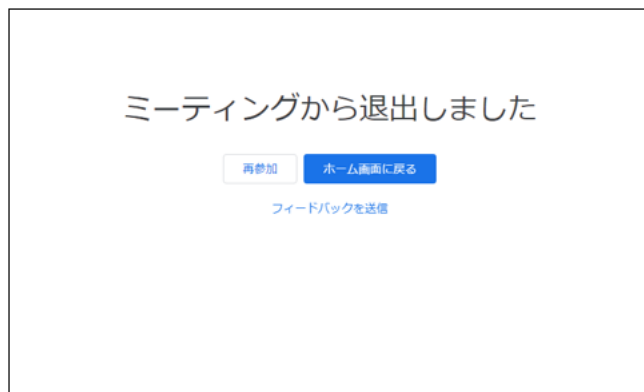 ミーティングから退出しました
再参加 ホーム画面に戻る
フィードバックを送信